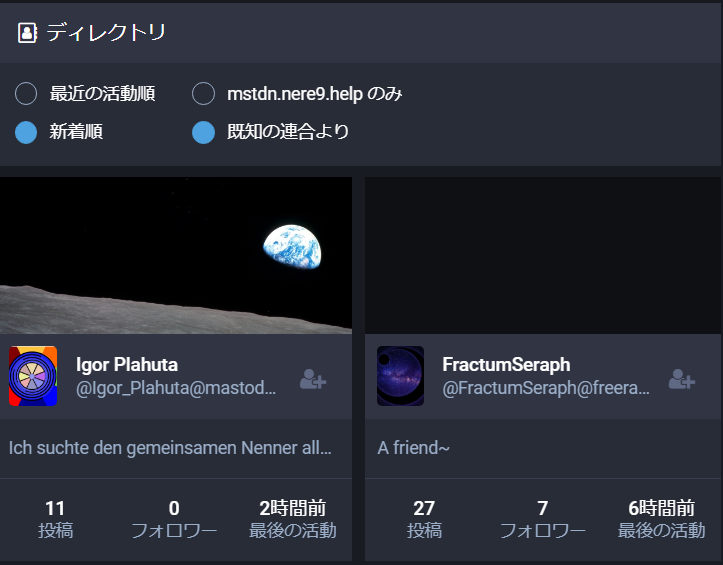 ディレクトリ
最近の活動順
mstdn.nere9.help のみ
新着順
既知の連合より
Igor Plahuta
@Igor_Plahuta@mastod...
Ich suchte den gemeinsamen Nenner all...
11
0
2時間前
投稿
フォロワー
最後の活動
FractumSeraph
@FractumSeraph@freera...
A friend~
27
7
6時間前
投稿
フォロワー
最後の活動